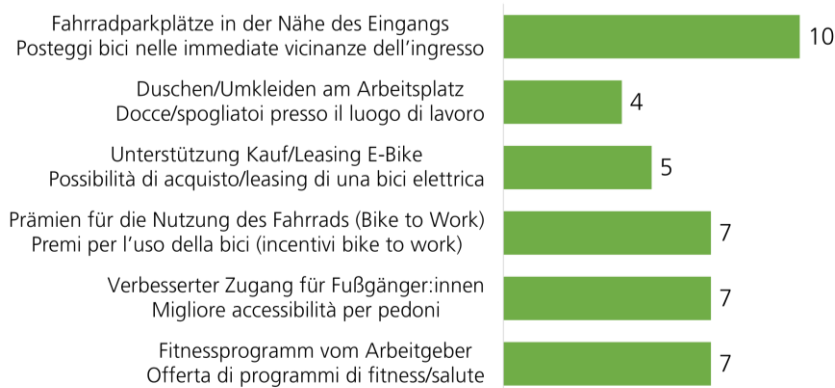 Fahrradparkplätze in der Nähe des Eingangs
Posteggi bici nelle immediate vicinanze dell'ingresso
10
Duschen/Umkleiden am Arbeitsplatz
Docce/spogliatoi presso il luogo di lavoro
4
Unterstützung Kauf/Leasing E-Bike
Possibilità di acquisto/leasing di una bici elettrica
5
Prämien für die Nutzung des Fahrrads (Bike to Work)
Premi per l'uso della bici (incentivi bike to work)
7
Verbesserter Zugang für Fußgänger:innen
Migliore accessibilità per pedoni
7
Fitnessprogramm vom Arbeitgeber
Offerta di programmi di fitness/salute
7